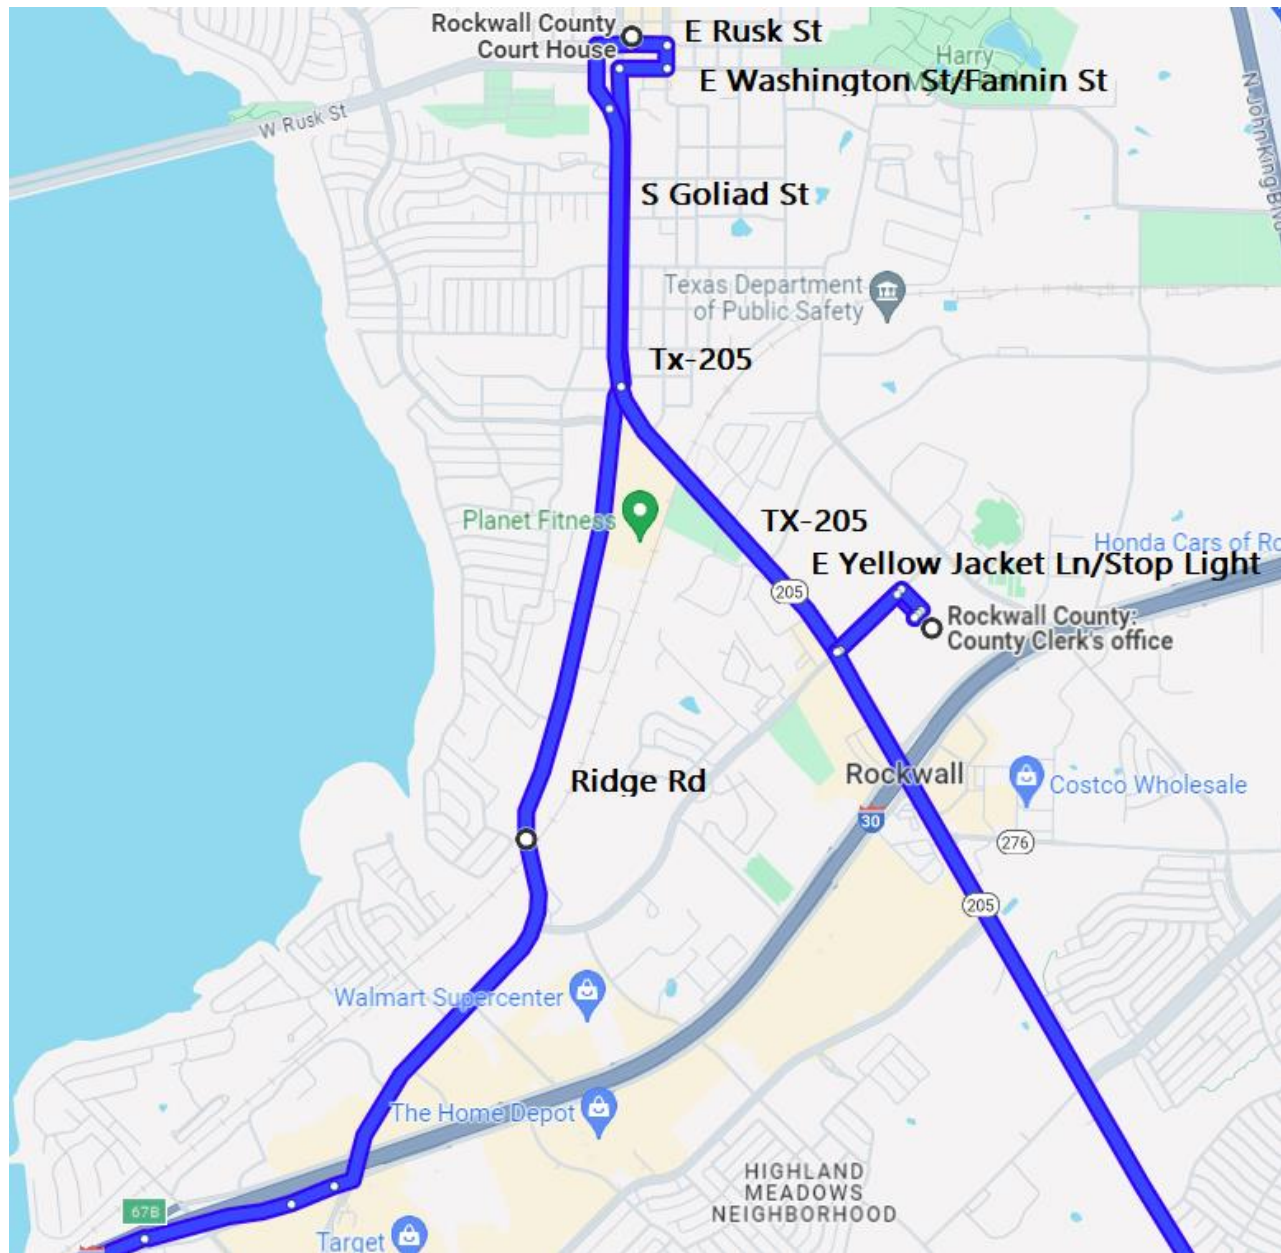 Rockwall County
Court House
E Rusk St
Harry
E Washington St/Fannin St
W Rusk St
N John King Blvd
S Goliad St
Texas Department
of Public Safety
Tx-205
Planet Fitness
TX-205
Honda Cars of Ro
E Yellow Jacket Ln/Stop Light
205
Rockwall County:
County Clerk's office
Rockwall
Ridge Rd
Costco Wholesale
30
276
205
Walmart Supercenter
The Home Depot
HIGHLAND
MEADOWS
NEIGHBORHOOD
67B
Target